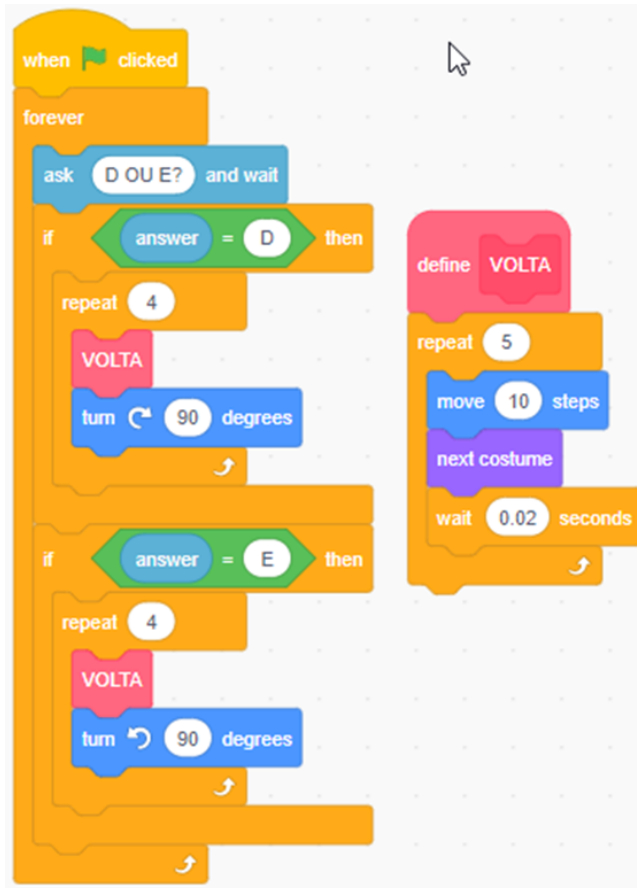 when clicked
forever
ask D OU E? and wait
if answer = D then
repeat 4
VOLTA
turn 90 degrees
if answer = E then
repeat 4
VOLTA
turn 90 degrees
define VOLTA
repeat 5
move 10 steps
next costume
wait 0.02 seconds